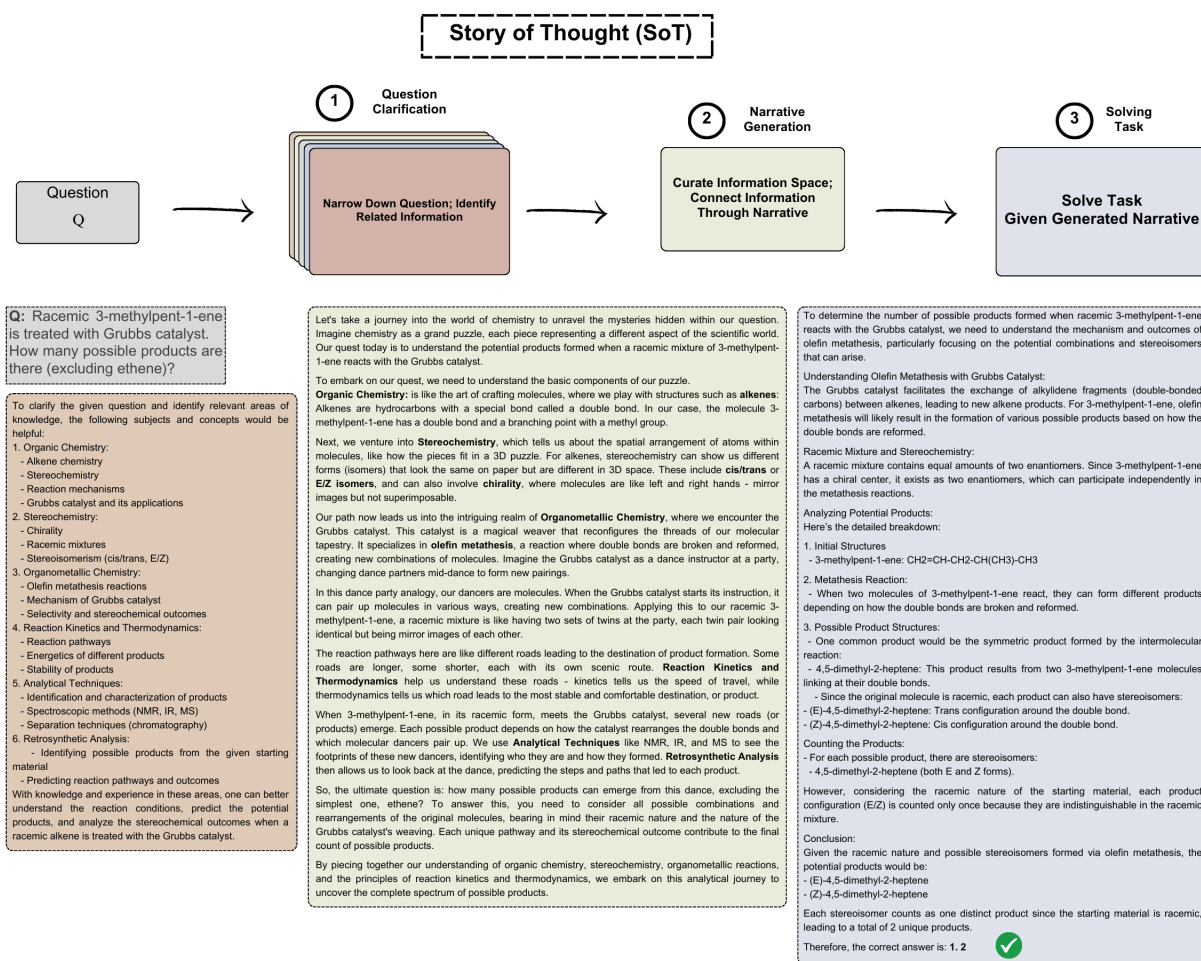 Story of Thought (SoT)
1
Question
Clarification
2
Narrative
Generation
3
Solving
Task
Question
Q
Narrow Down Question; Identify
Related Information
Curate Information Space;
Connect Information
Through Narrative
Solve Task
Given Generated Narrative
Q: Racemic 3-methylpent-1-ene
is treated with Grubbs catalyst.
How many possible products are
there (excluding ethene)?
To clarify the given question and identify relevant areas of
knowledge, the following subjects and concepts would be
helpful:
1. Organic Chemistry:
- Alkene chemistry
- Stereochemistry
- Reaction mechanisms
- Grubbs catalyst and its applications
2. Stereochemistry:
- Chirality
- Racemic mixtures
- Stereoisomerism (cis/trans, E/Z)
3. Organometallic Chemistry:
- Olefin metathesis reactions
- Mechanism of Grubbs catalyst
- Selectivity and stereochemical outcomes
4. Reaction Kinetics and Thermodynamics:
- Reaction pathways
- Energetics of different products
- Stability of products
5. Analytical Techniques:
- Identification and characterization of products
- Spectroscopic methods (NMR, IR, MS)
- Separation techniques (chromatography)
6. Retrosynthetic Analysis:
- Identifying possible products from the given starting
material
- Predicting reaction pathways and outcomes
With knowledge and experience in these areas, one can better
understand the reaction conditions, predict the potential
products, and analyze the stereochemical outcomes when a
racemic alkene is treated with the Grubbs catalyst.
Let's take a journey into the world of chemistry to unravel the mysteries hidden within our question.
Imagine chemistry as a grand puzzle, each piece representing a different aspect of the scientific world.
Our quest today is to understand the potential products formed when a racemic mixture of 3-methylpent-
1-ene reacts with the Grubbs catalyst.
To embark on our quest, we need to understand the basic components of our puzzle.
Organic Chemistry: is like the art of crafting molecules, where we play with structures such as alkenes:
Alkenes are hydrocarbons with a special bond called a double bond. In our case, the molecule 3-
methylpent-1-ene has a double bond and a branching point with a methyl group.
Next, we venture into Stereochemistry, which tells us about the spatial arrangement of atoms within
molecules, like how the pieces fit in a 3D puzzle. For alkenes, stereochemistry can show us different
forms (isomers) that look the same on paper but are different in 3D space. These include cis/trans or
E/Z isomers, and can also involve chirality, where molecules are like left and right hands - mirror
images but not superimposable.
Our path now leads us into the intriguing realm of Organometallic Chemistry, where we encounter the
Grubbs catalyst. This catalyst is a magical weaver that reconfigures the threads of our molecular
tapestry. It specializes in olefin metathesis, a reaction where double bonds are broken and reformed,
creating new combinations of molecules. Imagine the Grubbs catalyst as a dance instructor at a party,
changing dance partners mid-dance to form new pairings.
In this dance party analogy, our dancers are molecules. When the Grubbs catalyst starts its instruction, it
can pair up molecules in various ways, creating new combinations. Applying this to our racemic 3-
methylpent-1-ene, a racemic mixture is like having two sets of twins at the party, each twin pair looking
identical but being mirror images of each other.
The reaction pathways here are like different roads leading to the destination of product formation. Some
roads are longer, some shorter, each with its own scenic route. Reaction Kinetics and
Thermodynamics help us understand these roads - kinetics tells us the speed of travel, while
thermodynamics tells us which road leads to the most stable and comfortable destination, or product.
When 3-methylpent-1-ene, in its racemic form, meets the Grubbs catalyst, several new roads (or
products) emerge. Each possible product depends on how the catalyst rearranges the double bonds and
which molecular dancers pair up. We use Analytical Techniques like NMR, IR, and MS to see the
footprints of these new dancers, identifying who they are and how they formed. Retrosynthetic Analysis
then allows us to look back at the dance, predicting the steps and paths that led to each product.
So, the ultimate question is: how many possible products can emerge from this dance, excluding the
simplest one, ethene? To answer this, you need to consider all possible combinations and
rearrangements of the original molecules, bearing in mind their racemic nature and the nature of the
Grubbs catalyst's weaving. Each unique pathway and its stereochemical outcome contribute to the final
count of possible products.
By piecing together our understanding of organic chemistry, stereochemistry, organometallic reactions,
and the principles of reaction kinetics and thermodynamics, we embark on this analytical journey to
uncover the complete spectrum of possible products.
To determine the number of possible products formed when racemic 3-methylpent-1-ene
reacts with the Grubbs catalyst, we need to understand the mechanism and outcomes of
olefin metathesis, particularly focusing on the potential combinations and stereoisomers
that can arise.
Understanding Olefin Metathesis with Grubbs Catalyst:
The Grubbs catalyst facilitates the exchange of alkylidene fragments (double-bonded
carbons) between alkenes, leading to new alkene products. For 3-methylpent-1-ene, olefin
metathesis will likely result in the formation of various possible products based on how the
double bonds are reformed.
Racemic Mixture and Stereochemistry:
A racemic mixture contains equal amounts of two enantiomers. Since 3-methylpent-1-ene
has a chiral center, it exists as two enantiomers, which can participate independently in
the metathesis reactions.
Analyzing Potential Products:
Here's the detailed breakdown:
1. Initial Structures
- 3-methylpent-1-ene: CH2=CH-CH2-CH(CH3)-CH3
2. Metathesis Reaction:
- When two molecules of 3-methylpent-1-ene react, they can form different products
depending on how the double bonds are broken and reformed.
3. Possible Product Structures:
- One common product would be the symmetric product formed by the intermolecular
reaction:
- 4,5-dimethyl-2-heptene: This product results from two 3-methylpent-1-ene molecules
linking at their double bonds.
- Since the original molecule is racemic, each product can also have stereoisomers:
- (E)-4,5-dimethyl-2-heptene: Trans configuration around the double bond.
- (Z)-4,5-dimethyl-2-heptene: Cis configuration around the double bond.
Counting the Products:
- For each possible product, there are stereoisomers:
- 4,5-dimethyl-2-heptene (both E and Z forms).
However, considering the racemic nature of the starting material, each product
configuration (E/Z) is counted only once because they are indistinguishable in the racemic
mixture.
Conclusion:
Given the racemic nature and possible stereoisomers formed via olefin metathesis, the
potential products would be:
- (E)-4,5-dimethyl-2-heptene
- (Z)-4,5-dimethyl-2-heptene
Each stereoisomer counts as one distinct product since the starting material is racemic,
leading to a total of 2 unique products.
Therefore, the correct answer is: 1. 2